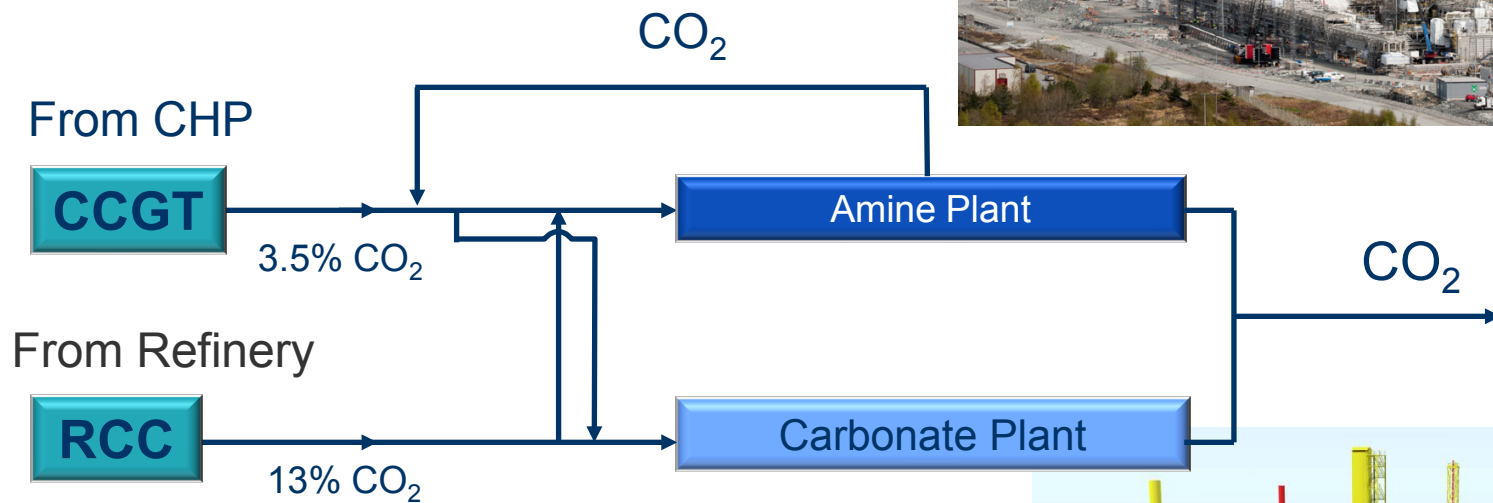 CO₂
From CHP
CCGT
3.5% CO₂
Amine Plant
CO₂
From Refinery
RCC
13% CO₂
Carbonate Plant